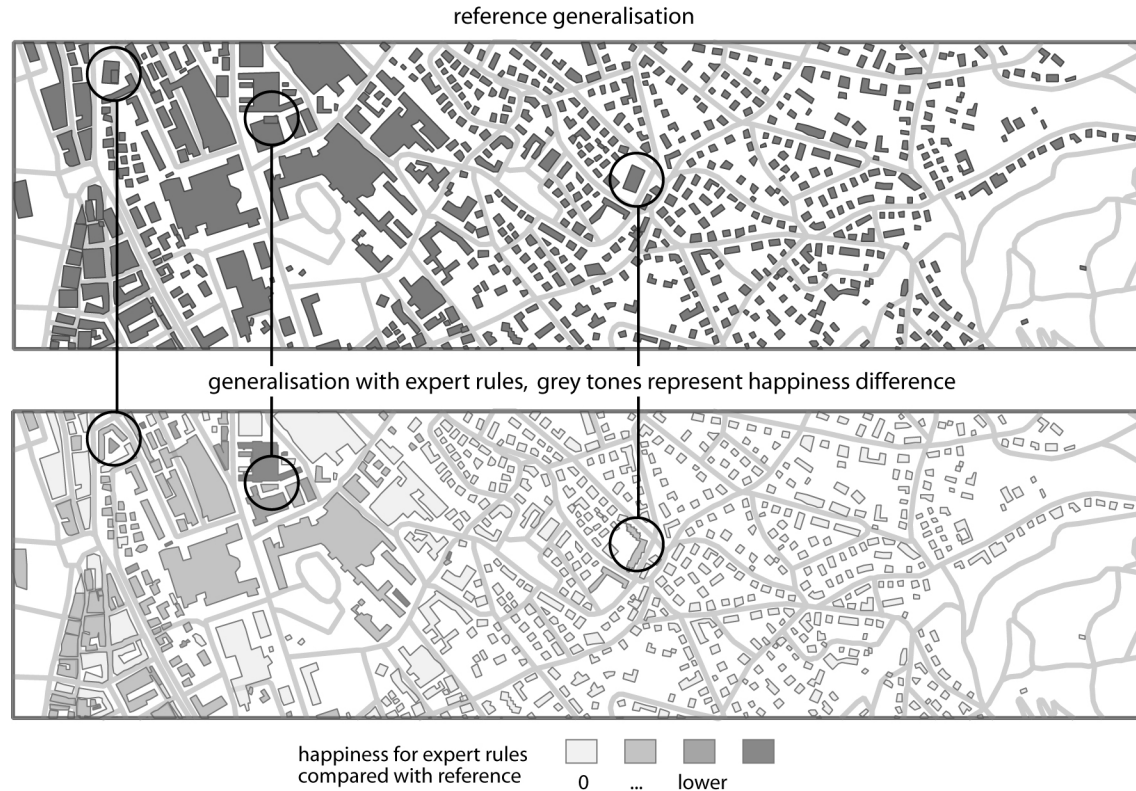 reference generalisation
generalisation with expert rules, grey tones represent happiness difference
happiness for expert rules
compared with reference
0 ... lower